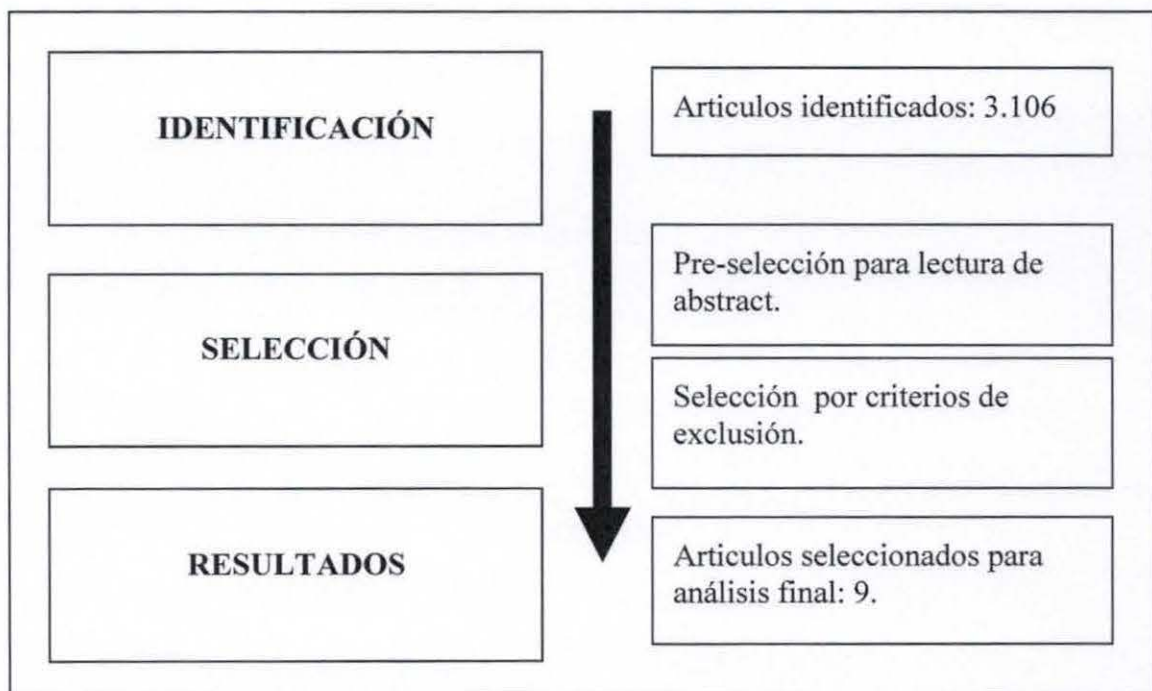 IDENTIFICACIÓN
Articulos identificados: 3.106
SELECCIÓN
Pre-selección para lectura de
abstract.
Selección por criterios de
exclusión.
RESULTADOS
Articulos seleccionados para
análisis final: 9.